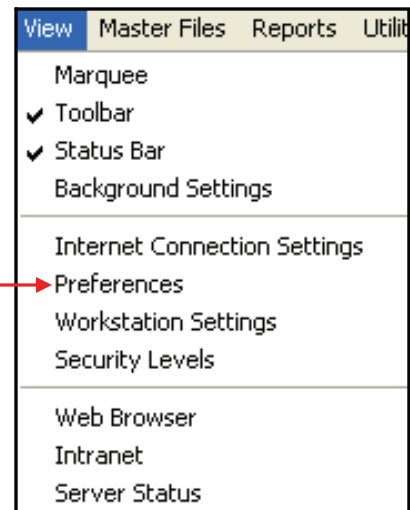 View Master Files Reports Utilit
Marquee
Toolbar
Status Bar
Background Settings
Internet Connection Settings
Preferences
Workstation Settings
Security Levels
Web Browser
Intranet
Server Status